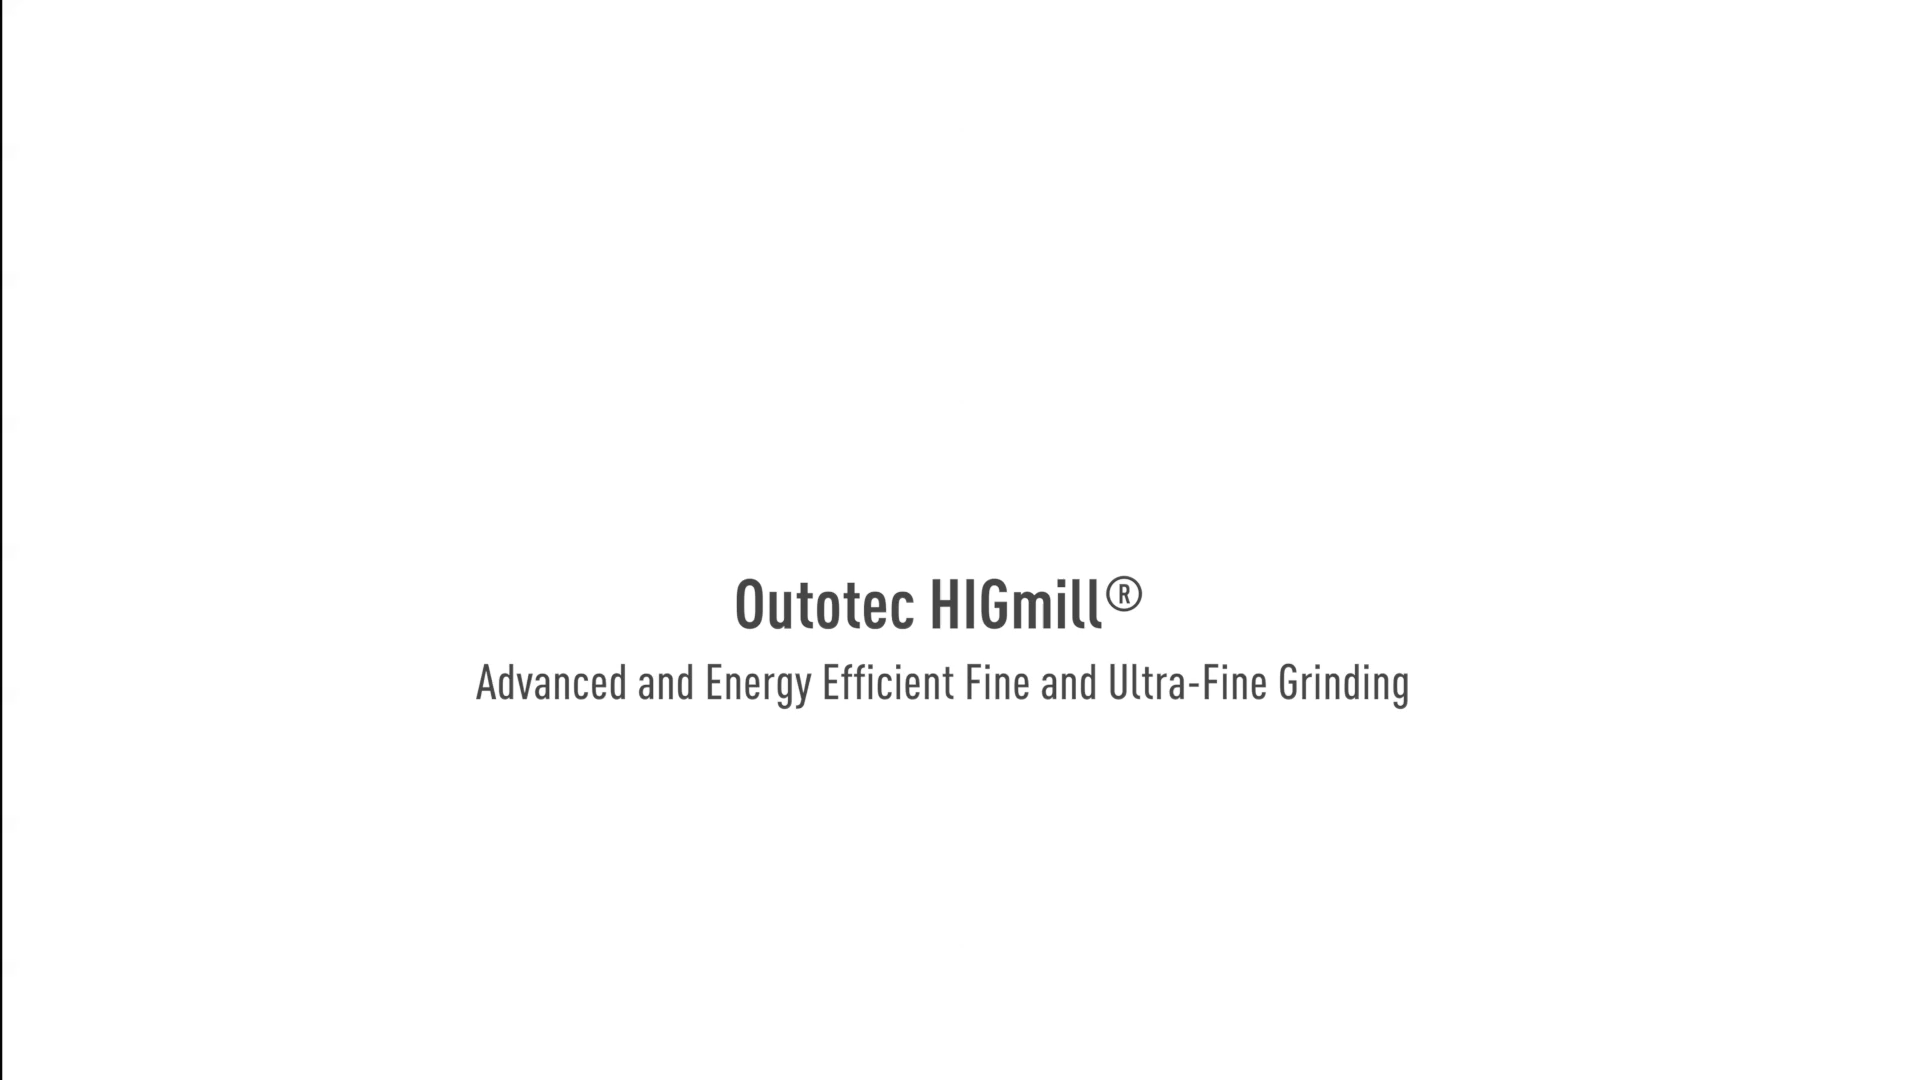 Outotec HIGmill®
Advanced and Energy Efficient Fine and Ultra-Fine Grinding